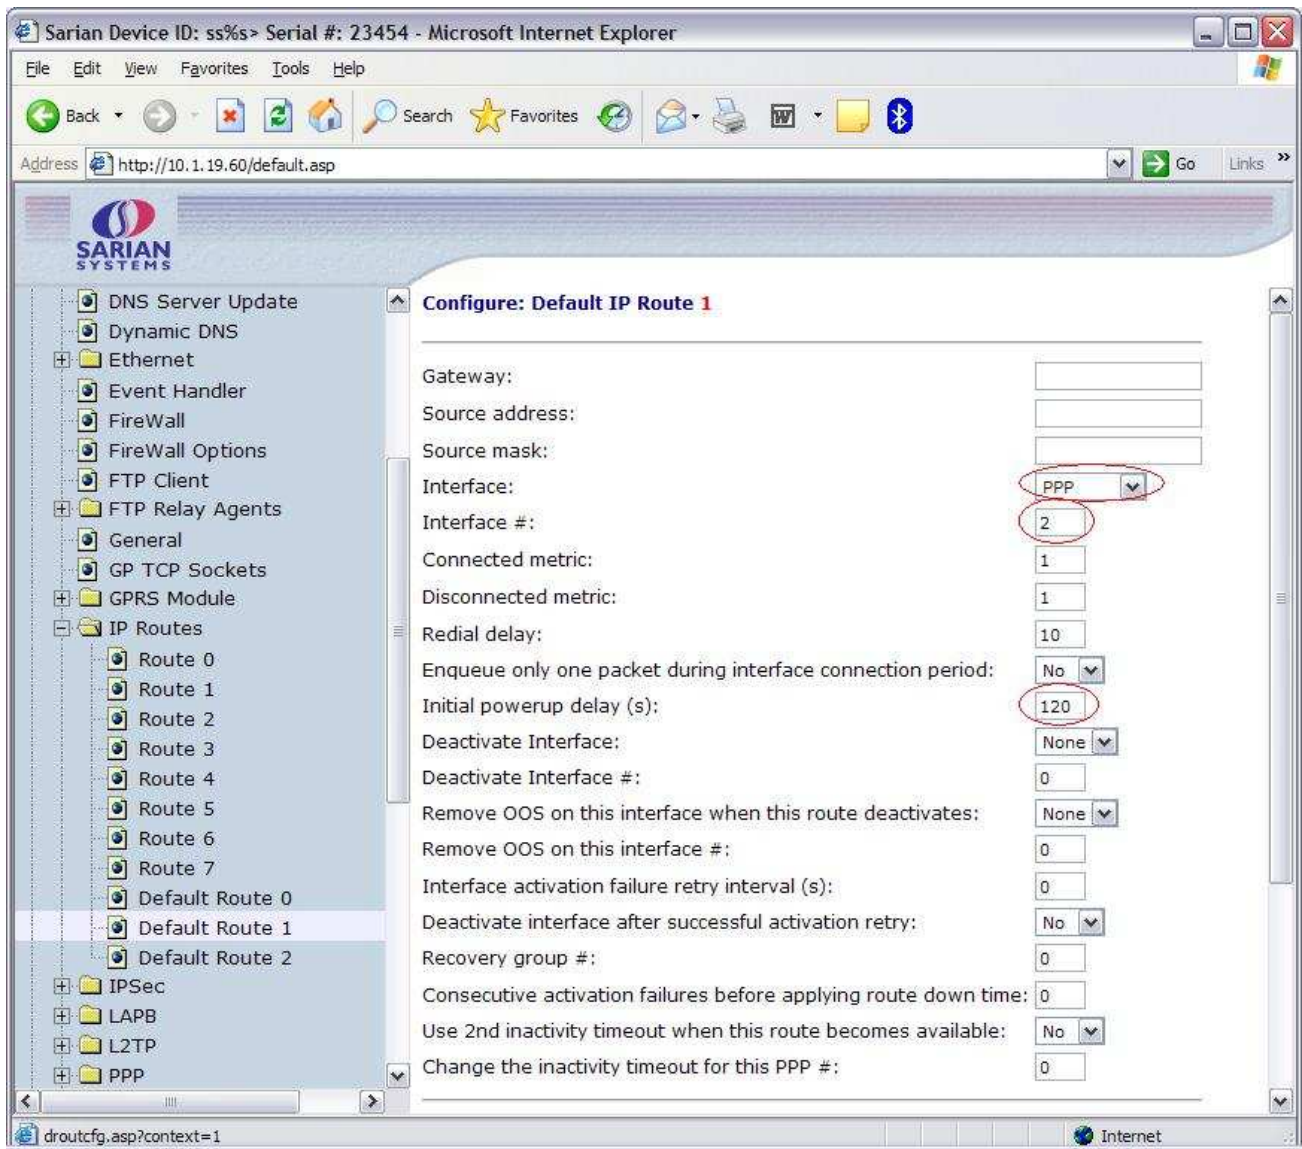 Sarian Device ID: ss%s> Serial #: 23454 - Microsoft Internet Explorer
File Edit View Favorites Tools Help
Back Search Favorites
Address http://10.1.19.60/default.asp Go Links »
SARIAN
SYSTEMS
DNS Server Update
Dynamic DNS
Ethernet
Event Handler
FireWall
FireWall Options
FTP Client
FTP Relay Agents
General
GP TCP Sockets
GPRS Module
IP Routes
Route 0
Route 1
Route 2
Route 3
Route 4
Route 5
Route 6
Route 7
Default Route 0
Default Route 1
Default Route 2
IPSec
LAPB
L2TP
PPP
Configure: Default IP Route 1
Gateway:
Source address:
Source mask:
Interface: PPP
Interface #: 2
Connected metric: 1
Disconnected metric: 1
Redial delay: 10
Enqueue only one packet during interface connection period: No
Initial powerup delay (s): 120
Deactivate Interface: None
Deactivate Interface #: 0
Remove OOS on this interface when this route deactivates: None
Remove OOS on this interface #: 0
Interface activation failure retry interval (s): 0
Deactivate interface after successful activation retry: No
Recovery group #: 0
Consecutive activation failures before applying route down time: 0
Use 2nd inactivity timeout when this route becomes available: No
Change the inactivity timeout for this PPP #: 0
droutcfg.asp?context=1 Internet